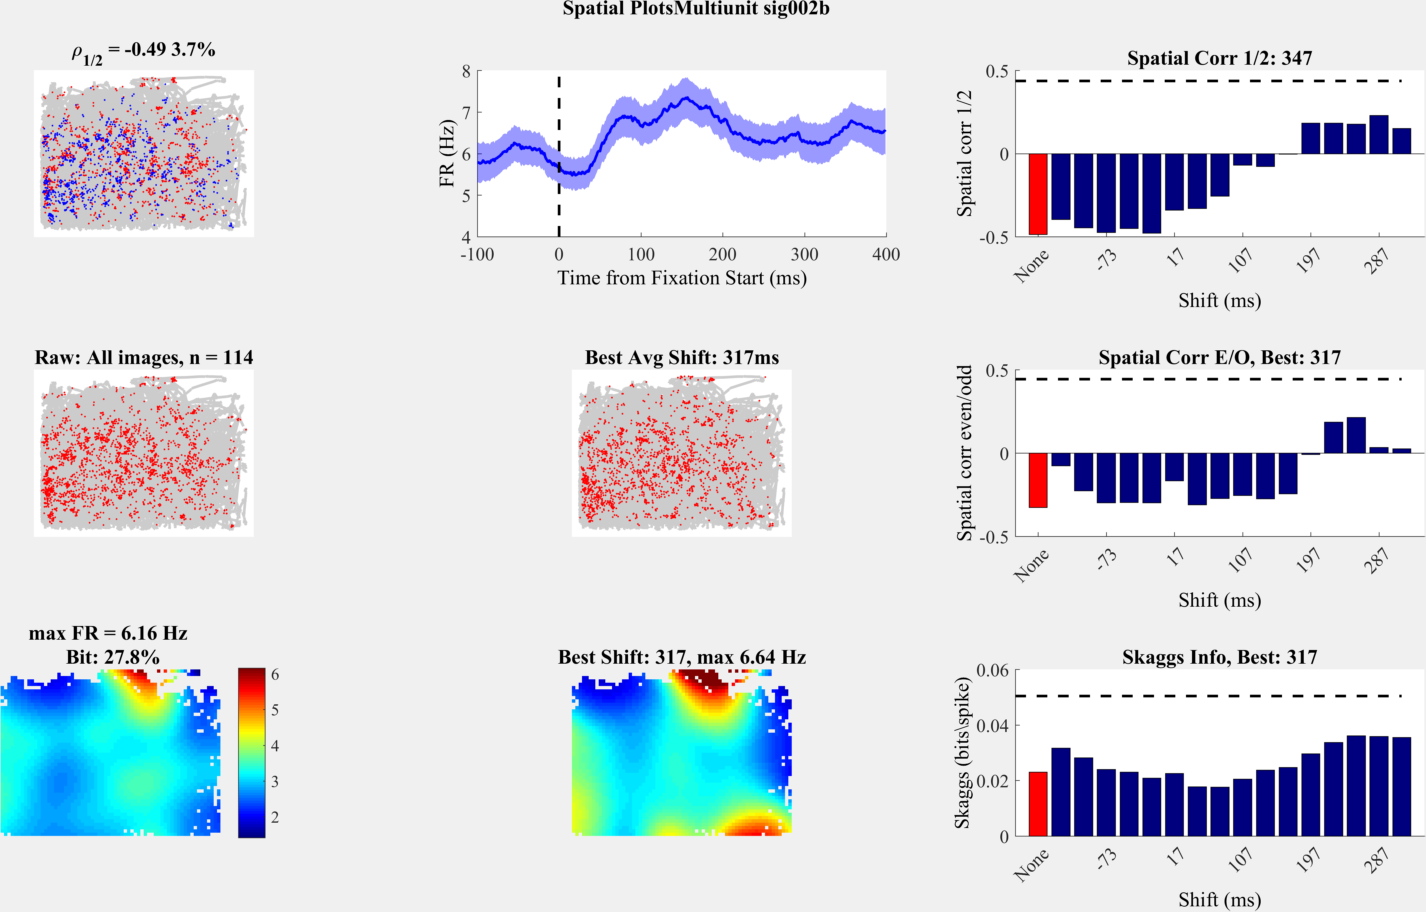 Spatial PlotsMultiunit sig002b
ρ1/2 = -0.49 3.7%
8
7
6
5
4
FR (Hz)
-100
0
100
200
300
400
Time from Fixation Start (ms)
Spatial Corr 1/2: 347
0.5
0
-0.5
Spatial corr 1/2
None
-73
17
107
197
287
Shift (ms)
Raw: All images, n = 114
Best Avg Shift: 317ms
Spatial Corr E/O, Best: 317
0.5
0
-0.5
Spatial corr even/odd
None
-73
17
107
197
287
Shift (ms)
max FR = 6.16 Hz
Bit: 27.8%
6
5
4
3
2
Best Shift: 317, max 6.64 Hz
Skaggs Info, Best: 317
0.06
0.04
0.02
0
Skaggs (bits\spike)
None
-73
17
107
197
287
Shift (ms)